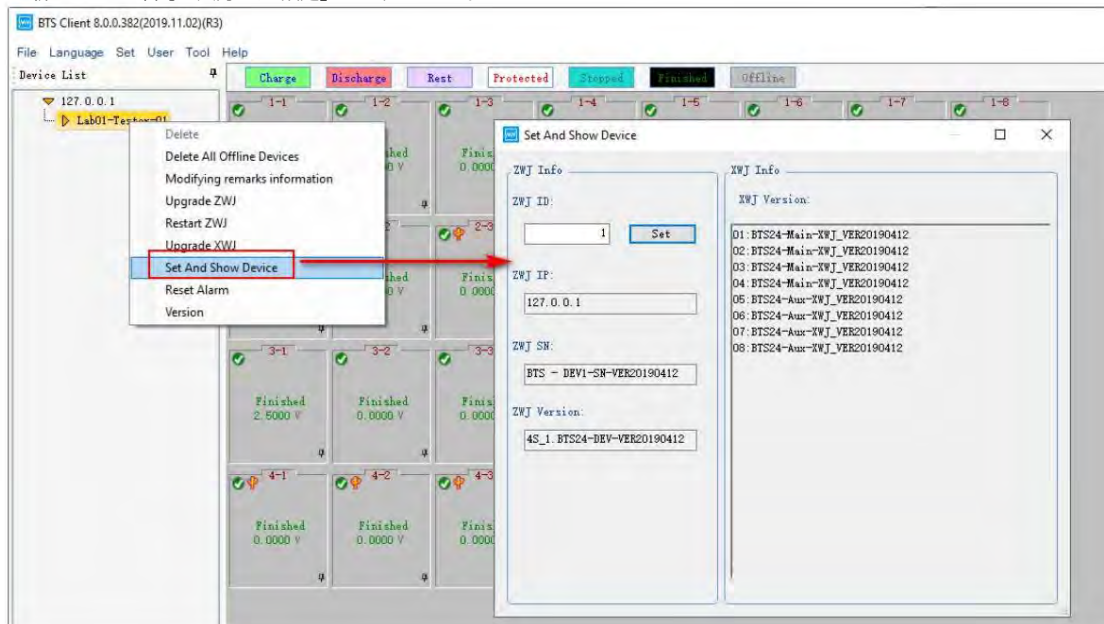 BTS Client 8.0.0.382(2019.11.02)(R3)
File Language Set User Tool Help
Device List
Charge Discharge Rest Protected Stopped Finished Offline
127.0.0.1
Lab01-Tester-01
1-1 1-2 1-3 1-4 1-5 1-6 1-7 1-8
Delete
Delete All Offline Devices
Modifying remarks information
Upgrade ZWJ
Restart ZWJ
Upgrade XWJ
Set And Show Device
Reset Alarm
Version
2-3
3-1 3-2 3-3
Finished Finished
2.5000 V 0.0000 V
4-1 4-2 4-3
Finished Finished
0.0000 V 0.0000 V
Set And Show Device
ZWJ Info
ZWJ ID:
1 Set
ZWJ IP:
127.0.0.1
ZWJ SN:
BTS - DEV1-SN-VER20190412
ZWJ Version:
4S_1.BTS24-DEV-VER20190412
XWJ Info
XWJ Version:
01:BTS24-Main-XWJ_VER20190412
02:BTS24-Main-XWJ_VER20190412
03:BTS24-Main-XWJ_VER20190412
04:BTS24-Main-XWJ_VER20190412
05:BTS24-Aux-XWJ_VER20190412
06:BTS24-Aux-XWJ_VER20190412
07:BTS24-Aux-XWJ_VER20190412
08:BTS24-Aux-XWJ_VER20190412